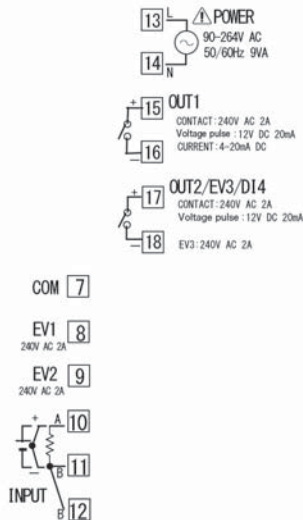 13 L ⚠ POWER
90-264V AC
50/60Hz 9VA
14 N
+ 15 OUT1
CONTACT:240V AC 2A
Voltage pulse:12V DC 20mA
CURRENT:4-20mA DC
− 16
+ 17 OUT2/EV3/DI4
CONTACT:240V AC 2A
Voltage pulse:12V DC 20mA
− 18 EV3:240V AC 2A
COM 7
EV1 8
240V AC 2A
EV2 9
240V AC 2A
+ A 10
− B 11
INPUT
B 12